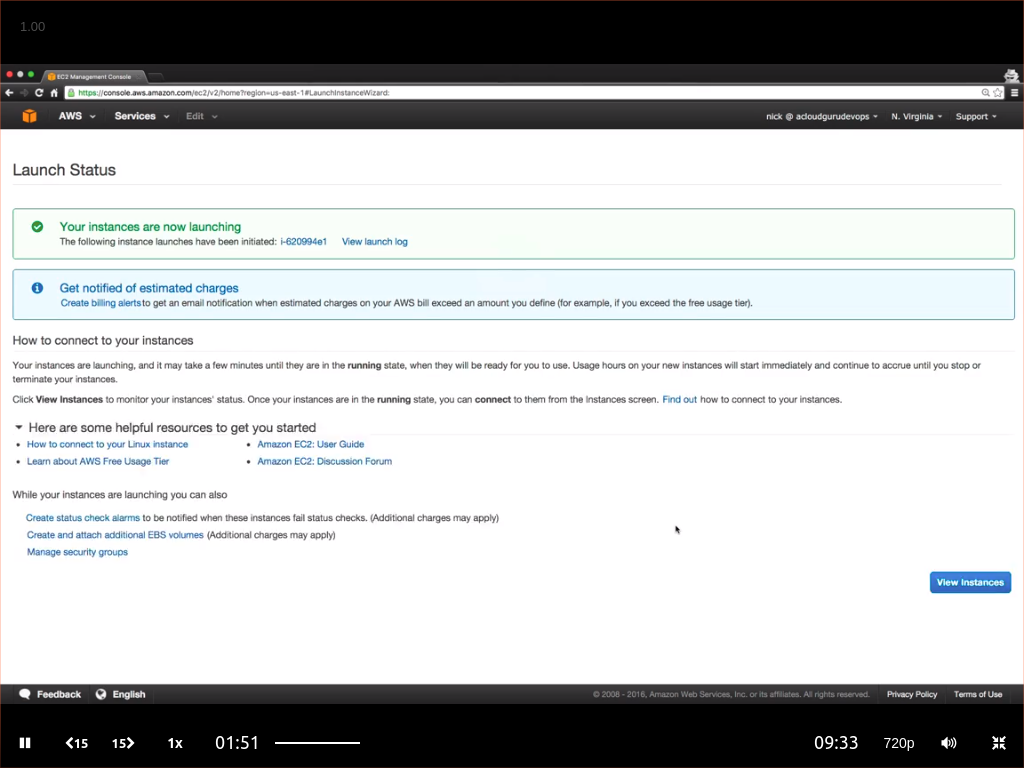 1.00
EC2 Management Console
https://console.aws.amazon.com/ec2/v2/home?region=us-east-1#LaunchInstanceWizard:
AWS Services Edit nick @ acloudgurudevops N. Virginia Support
Launch Status
Your instances are now launching
The following instance launches have been initiated: i-620994e1 View launch log
Get notified of estimated charges
Create billing alerts to get an email notification when estimated charges on your AWS bill exceed an amount you define (for example, if you exceed the free usage tier).
How to connect to your instances
Your instances are launching, and it may take a few minutes until they are in the running state, when they will be ready for you to use. Usage hours on your new instances will start immediately and continue to accrue until you stop or
terminate your instances.
Click View Instances to monitor your instances' status. Once your instances are in the running state, you can connect to them from the Instances screen. Find out how to connect to your instances.
Here are some helpful resources to get you started
• How to connect to your Linux instance • Amazon EC2: User Guide
• Learn about AWS Free Usage Tier • Amazon EC2: Discussion Forum
While your instances are launching you can also
Create status check alarms to be notified when these instances fail status checks. (Additional charges may apply)
Create and attach additional EBS volumes (Additional charges may apply)
Manage security groups
View Instances
Feedback English © 2008 - 2016, Amazon Web Services, Inc. or its affiliates. All rights reserved. Privacy Policy Terms of Use
15 15 1x 01:51 09:33 720p